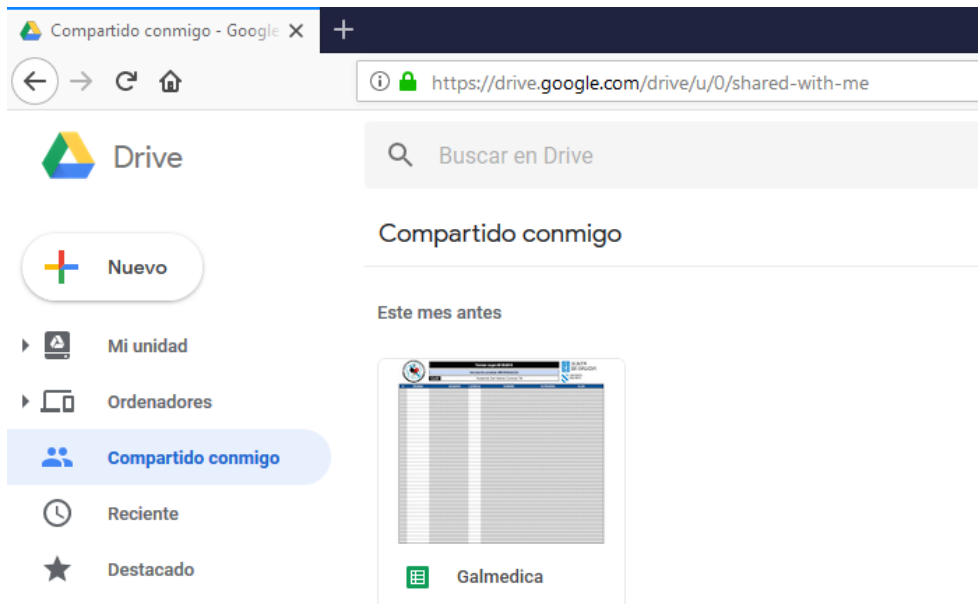 Compartido conmigo - Google
https://drive.google.com/drive/u/0/shared-with-me
Drive
Buscar en Drive
Compartido conmigo
Nuevo
Este mes antes
Mi unidad
Ordenadores
Compartido conmigo
Reciente
Destacado
Galmedica